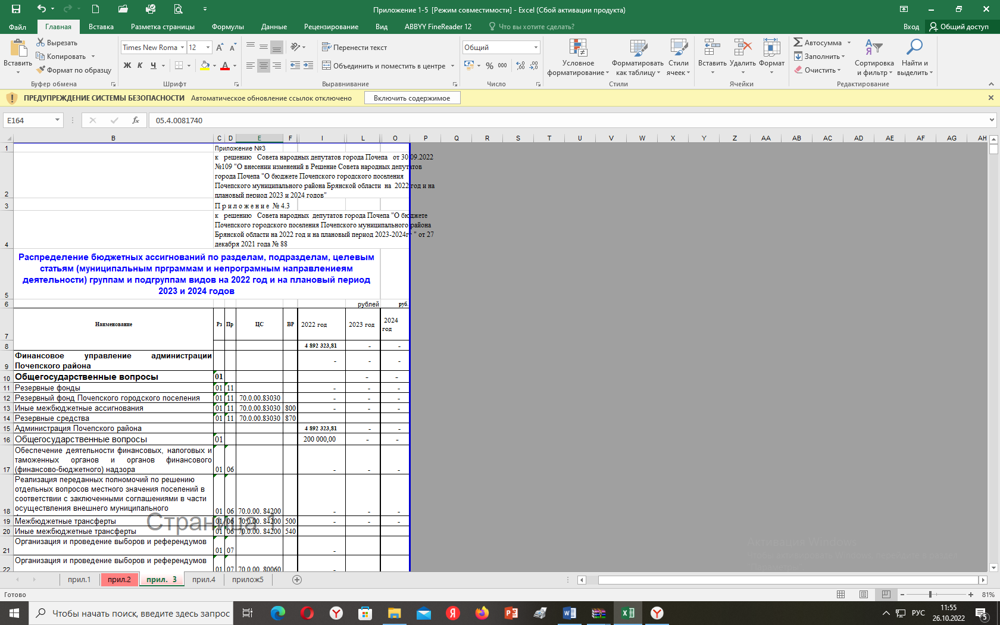 Приложение 1-5 [Режим совместимости] - Excel (Сбой активации продукта)
Файл Главная Вставка Разметка страницы Формулы Данные Рецензирование Вид ABBYY FineReader 12 Что вы хотите сделать? Вход Общий доступ
Вставить
Вырезать
Копировать
Формат по образцу
Буфер обмена
Times New Roma 12
Ж К Ч
Шрифт
Перенести текст
Объединить и поместить в центре
Выравнивание
Общий
% 000
Число
Условное форматирование
Форматировать как таблицу
Стили ячеек
Стили
Вставить Удалить Формат
Ячейки
Автосумма
Заполнить
Очистить
Сортировка и фильтр
Найти и выделить
Редактирование
ПРЕДУПРЕЖДЕНИЕ СИСТЕМЫ БЕЗОПАСНОСТИ Автоматическое обновление ссылок отключено Включить содержимое
E164 fx 05.4.0081740
B C D E F I L O P Q R S T U V W X Y Z AA AB AC AD AE AF AG AH
1 Приложение №3
к решению Совета народных депутатов города Почепа от 30.09.2022
№109 "О внесении изменений в Решение Совета народных депутатов
города Почепа "О бюджете Почепского городского поселения
Почепского муниципального района Брянской области на 2022 год и на
2 плановый период 2023 и 2024 годов"
3 П р и л о ж е н и е № 4.3
к решению Совета народных депутатов города Почепа "О бюджете
Почепского городского поселения Почепского муниципального района
Брянской области на 2022 год и на плановый период 2023-2024гг " от 27
4 декабря 2021 года № 88
Распределение бюджетных ассигнований по разделам, подразделам, целевым
статьям (муниципальным прграммам и непрограмным направлениеям
деятельности) группам и подгруппам видов на 2022 год и на плановый период
5 2023 и 2024 годов
6 рублей руб.
7 Наименование Рз Пр ЦС ВР 2022 год 2023 год 2024 год
8 4 892 323,81 - -
Финансовое управление администрации
9 Почепского района - - -
10 Общегосударственные вопросы 01 - -
11 Резервные фонды 01 11 - - -
12 Резервный фонд Почепского городского поселения 01 11 70.0.00.83030 - - -
13 Иные межбюджетные ассигнования 01 11 70.0.00.83030 800 - - -
14 Резервные средства 01 11 70.0.00.83030 870
15 Администрация Почепского района 4 892 323,81 - -
16 Общегосударственные вопросы 01 200 000,00 - -
Обеспечение деятельности финансовых, налоговых и
таможенных органов и органов финансового
17 (финансово-бюджетного) надзора 01 06 - - -
Реализация переданных полномочий по решению
отдельных вопросов местного значения поселений в
соответствии с заключенными соглашениями в части
18 осуществления внешнего муниципального 01 06 70.0.00. 84200 - - -
Страница 1
19 Межбюджетные трансферты 01 06 70.0.00. 84200 500 - - -
20 Иные межбюджетные трансферты 01 06 70.0.00. 84200 540
21 Организация и проведение выборов и референдумов 01 07 -
22 Организация и проведение выборов и референдумов 01 07 70.0.00. 80060 -
Активация Windows
прил.1 прил.2 прил. 3 прил.4 прилож5
Готово 81%
Чтобы начать поиск, введите здесь запрос
РУС
11:55
26.10.2022
5